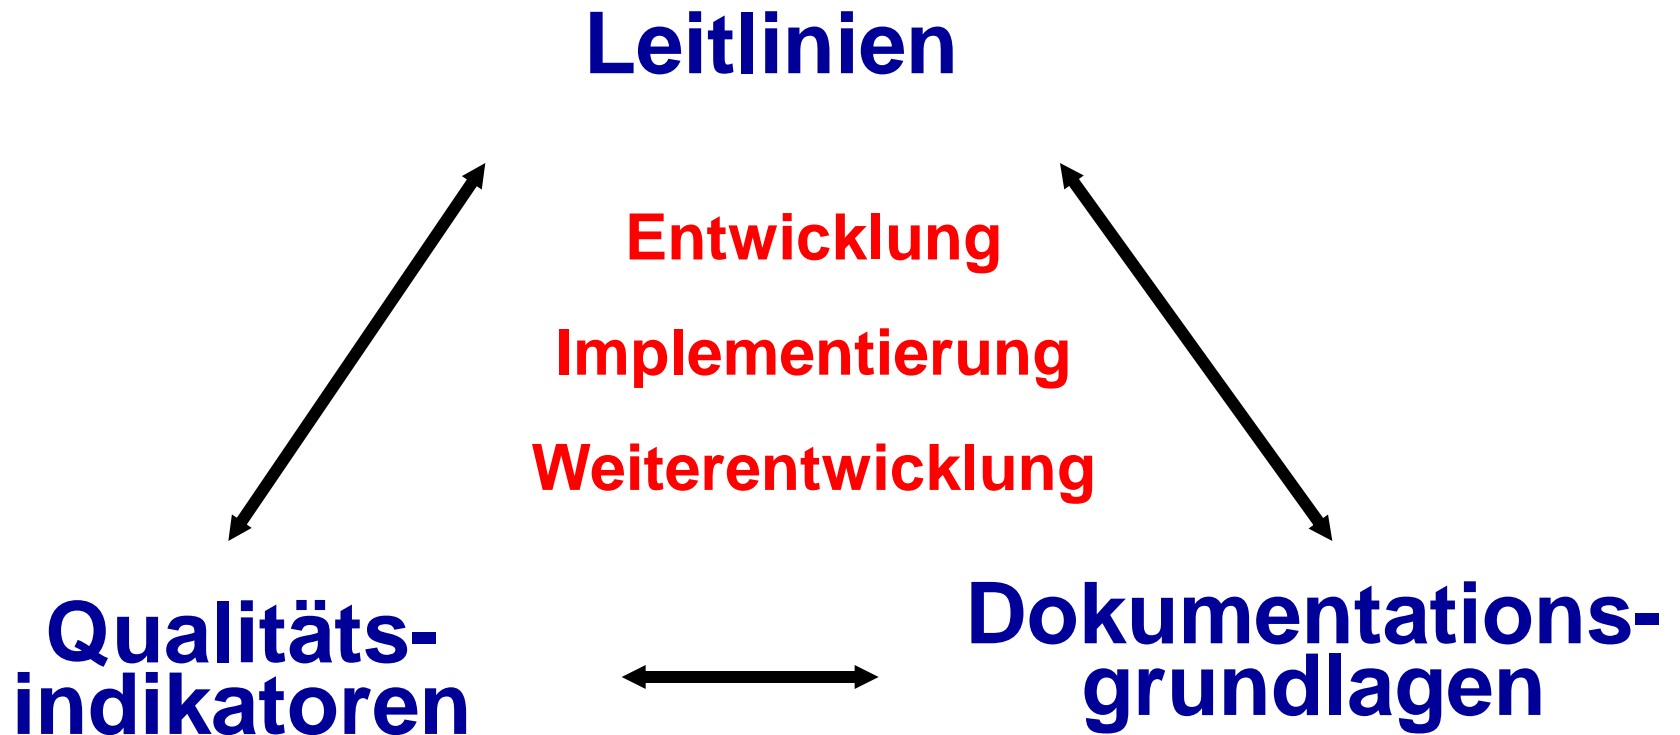 Leitlinien
Entwicklung
Implementierung
Weiterentwicklung
Qualitäts-
indikatoren
Dokumentations-
grundlagen